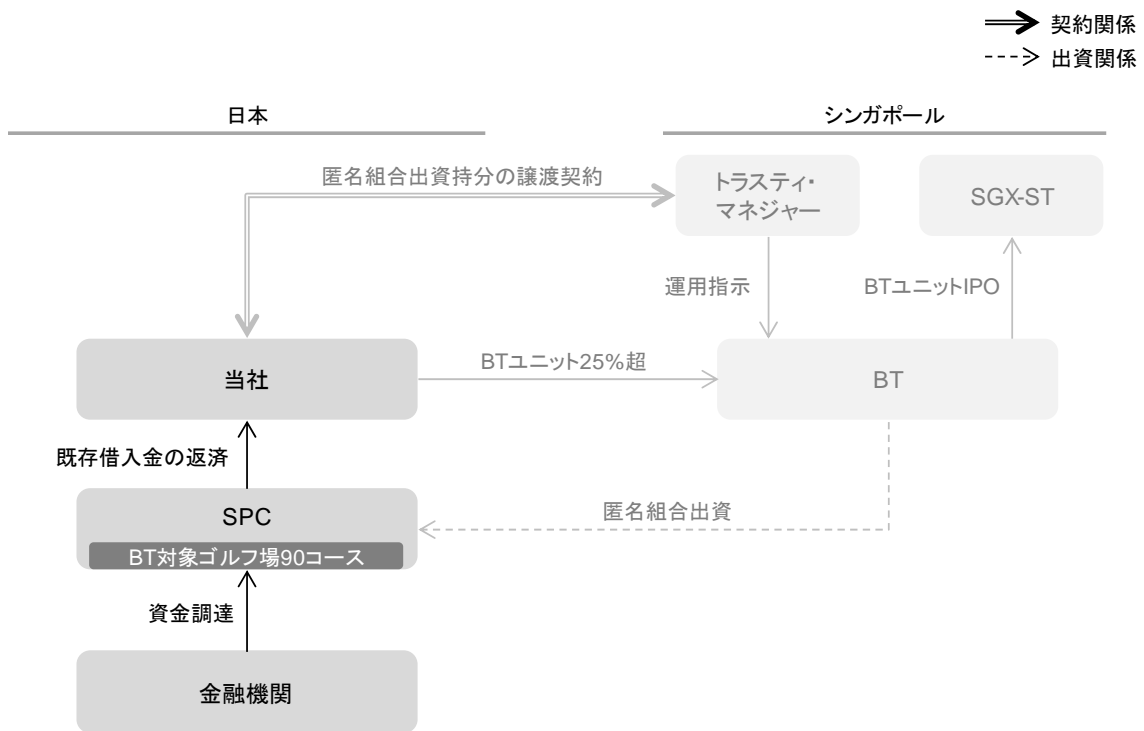 契約関係
出資関係
日本
シンガポール
匿名組合出資持分の譲渡契約
トラスティ・
マネジャー
SGX-ST
運用指示
BTユニットIPO
当社
BTユニット25%超
BT
既存借入金の返済
SPC
匿名組合出資
BT対象ゴルフ場90コース
資金調達
金融機関